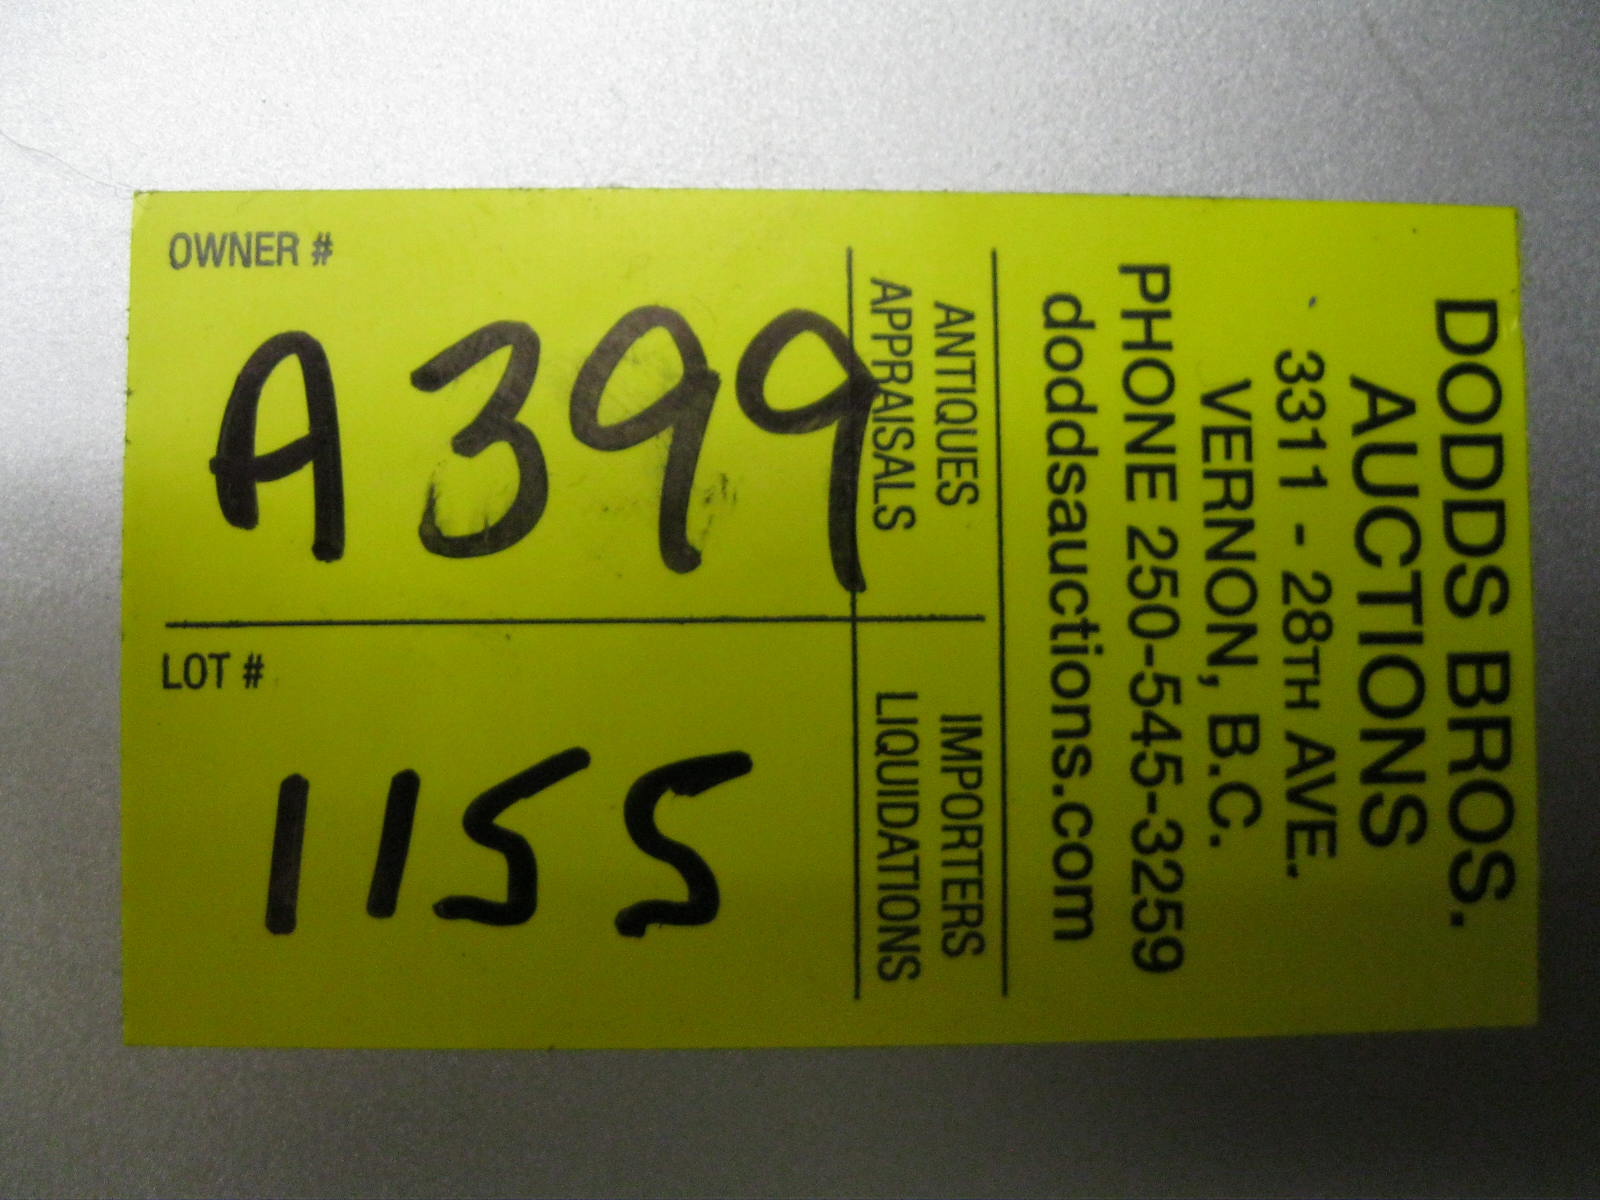 OWNER #
A399
LOT #
1155
DODDS BROS.
AUCTIONS
3311 - 28TH AVE.
VERNON, B.C.
PHONE 250-545-3259
doddsauctions.com
ANTIQUES
APPRAISALS
IMPORTERS
LIQUIDATIONS